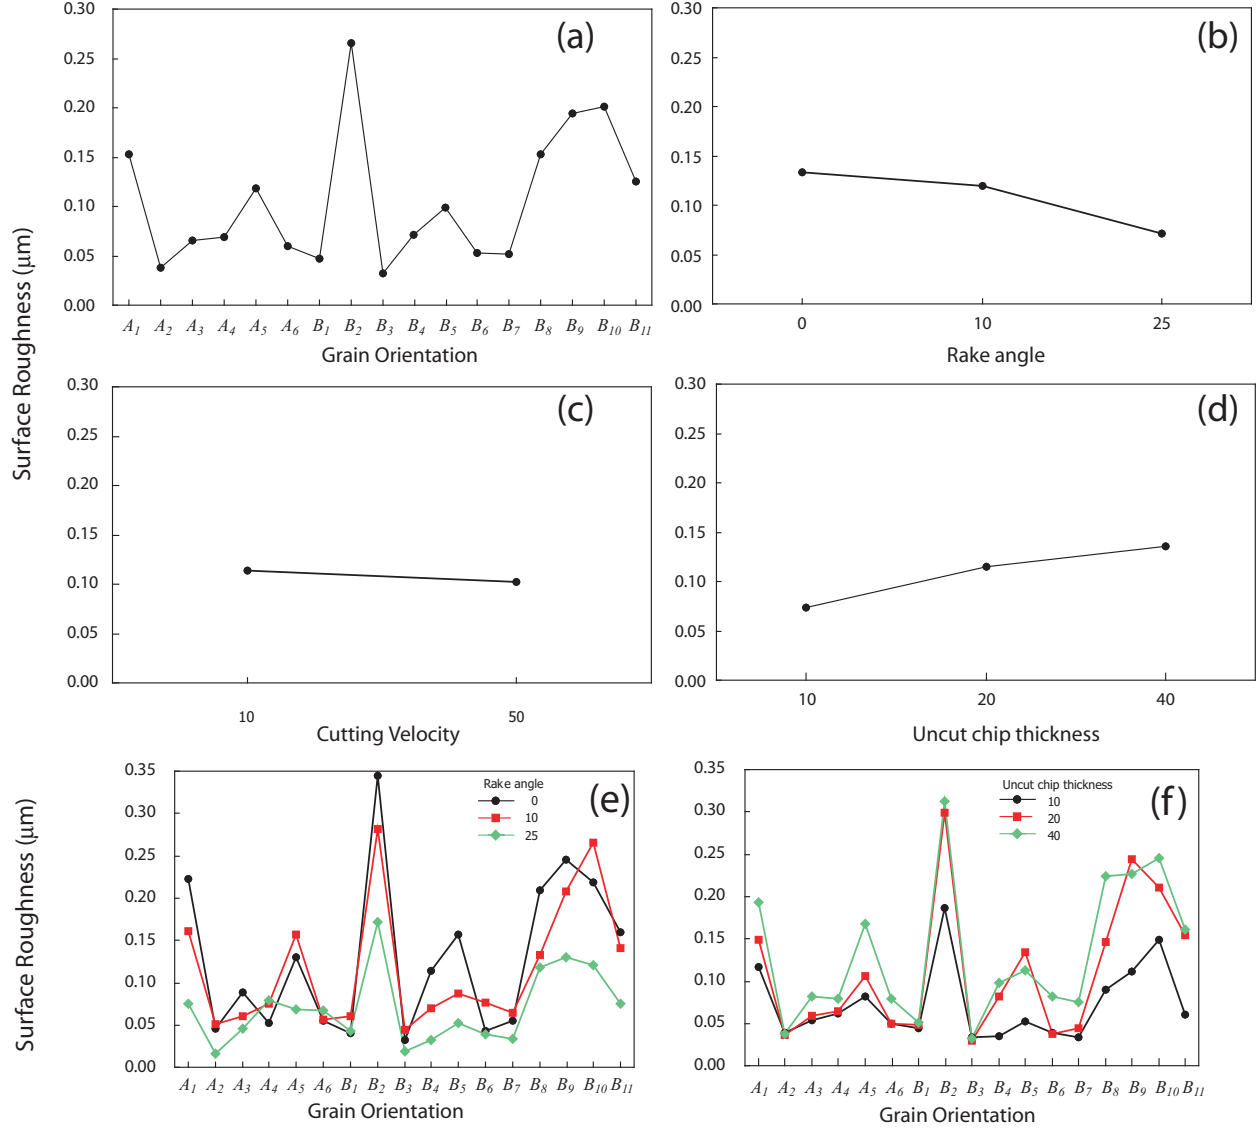 Surface Roughness (μm)
(a)
0.30
0.25
0.20
0.15
0.10
0.05
0.00
A1 A2 A3 A4 A5 A6 B1 B2 B3 B4 B5 B6 B7 B8 B9 B10 B11
Grain Orientation
(b)
0.30
0.25
0.20
0.15
0.10
0.05
0.00
0 10 25
Rake angle
(c)
0.30
0.25
0.20
0.15
0.10
0.05
0.00
10 50
Cutting Velocity
(d)
0.30
0.25
0.20
0.15
0.10
0.05
0.00
10 20 40
Uncut chip thickness
Surface Roughness (μm)
(e)
Rake angle
0
10
25
0.35
0.30
0.25
0.20
0.15
0.10
0.05
0.00
A1 A2 A3 A4 A5 A6 B1 B2 B3 B4 B5 B6 B7 B8 B9 B10 B11
Grain Orientation
(f)
Uncut chip thickness
10
20
40
0.35
0.30
0.25
0.20
0.15
0.10
0.05
0.00
A1 A2 A3 A4 A5 A6 B1 B2 B3 B4 B5 B6 B7 B8 B9 B10 B11
Grain Orientation